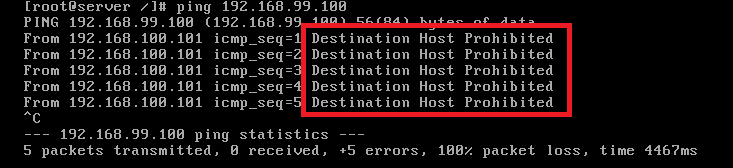 [root@server /]# ping 192.168.99.100
PING 192.168.99.100 (192.168.99.100) 56(84) bytes of data.
From 192.168.100.101 icmp_seq=1 Destination Host Prohibited
From 192.168.100.101 icmp_seq=2 Destination Host Prohibited
From 192.168.100.101 icmp_seq=3 Destination Host Prohibited
From 192.168.100.101 icmp_seq=4 Destination Host Prohibited
From 192.168.100.101 icmp_seq=5 Destination Host Prohibited
^C
--- 192.168.99.100 ping statistics ---
5 packets transmitted, 0 received, +5 errors, 100% packet loss, time 4467ms